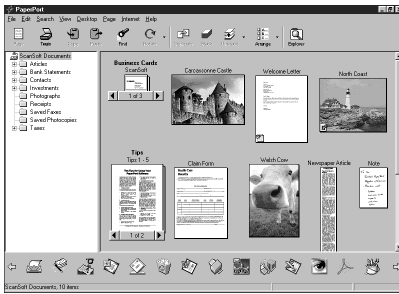 PaperPort
File Edit Search View Desktop Page Internet Help
Find
Arrange
Explorer
ScanSoft Documents
Articles
Bank Statements
Contacts
Investments
Photographs
Receipts
Saved Faxes
Saved Photocopies
Taxes
Business Cards
ScanSoft
1 of 3
Carcassonne Castle
Welcome Letter
North Coast
Tips
Tips 1 - 5
1 of 2
Claim Form
Watch Cow
Newspaper Article
Note
ScanSoft Documents, 10 items